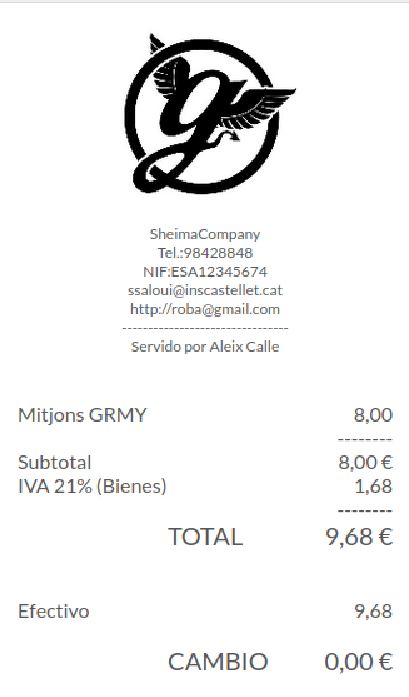 g
SheimaCompany
Tel.:98428848
NIF:ESA12345674
ssaloui@inscastellet.cat
http://roba@gmail.com
---------------------------------
Servido por Aleix Calle
Mitjons GRMY 8,00
--------
Subtotal 8,00 €
IVA 21% (Bienes) 1,68
--------
TOTAL 9,68 €
Efectivo 9,68
CAMBIO 0,00 €